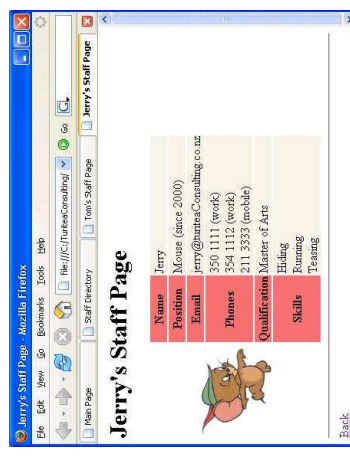 Jerry's Staff Page - Mozilla Firefox
File Edit View Go Bookmarks Tools Help
file:///C:/TuriteaConsulting/ Go G
Main Page Staff Directory Tom's Staff Page Jerry's Staff Page
Jerry's Staff Page
Name Jerry
Position Mouse (since 2000)
Email jerry@turiteaConsulting.co.nz
Phones 350 1111 (work)
354 1112 (work)
211 3333 (mobile)
Qualification Master of Arts
Skills Hiding
Running
Teasing
Back